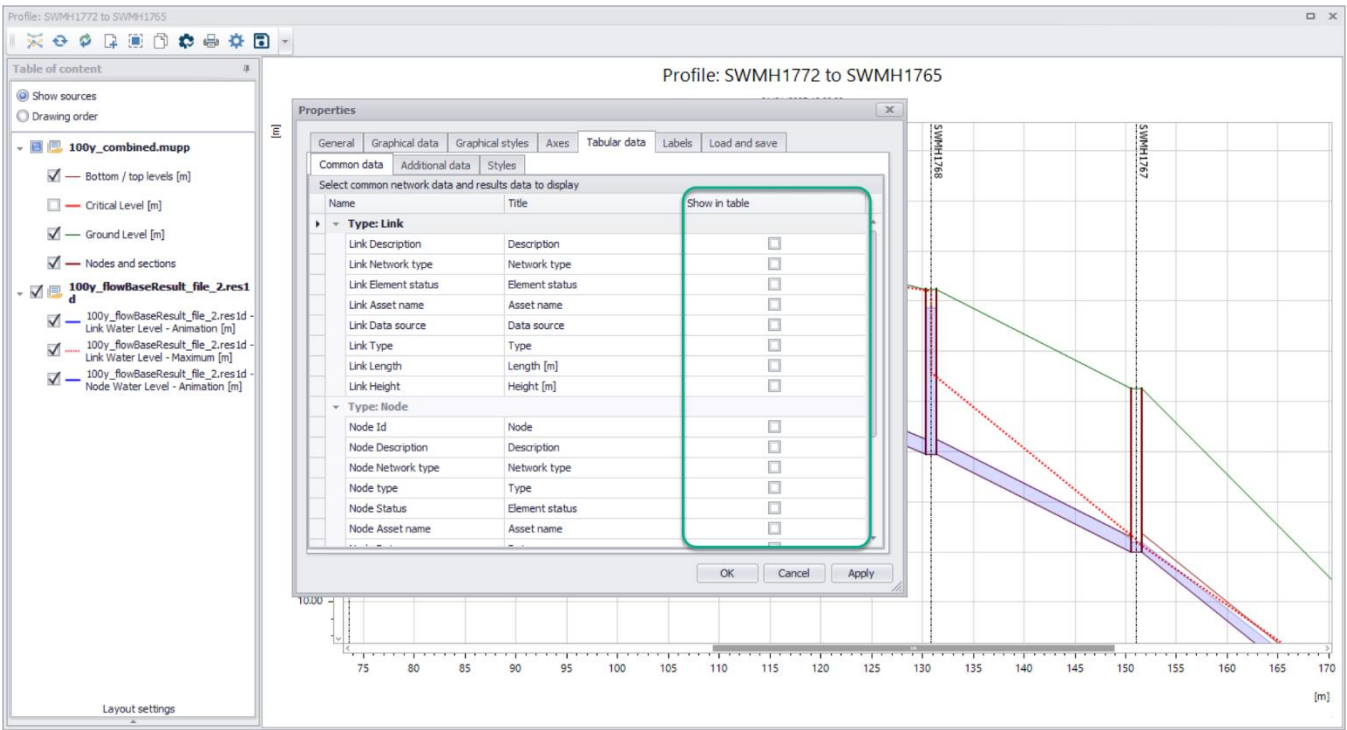 Profile: SWMH1772 to SWMH1765
Table of content
Show sources
Drawing order
100y_combined.mupp
Bottom / top levels [m]
Critical Level [m]
Ground Level [m]
Nodes and sections
100y_flowBaseResult_file_2.res1
d
100y_flowBaseResult_file_2.res1d -
Link Water Level - Animation [m]
100y_flowBaseResult_file_2.res1d -
Link Water Level - Maximum [m]
100y_flowBaseResult_file_2.res1d -
Node Water Level - Animation [m]
Layout settings
Profile: SWMH1772 to SWMH1765
[m]
Properties
General Graphical data Graphical styles Axes Tabular data Labels Load and save
Common data Additional data Styles
Select common network data and results data to display
Name Title Show in table
Type: Link
Link Description Description
Link Network type Network type
Link Element status Element status
Link Asset name Asset name
Link Data source Data source
Link Type Type
Link Length Length [m]
Link Height Height [m]
Type: Node
Node Id Node
Node Description Description
Node Network type Network type
Node type Type
Node Status Element status
Node Asset name Asset name
OK Cancel Apply
SWMH1768
SWMH1767
10.00
75 80 85 90 95 100 105 110 115 120 125 130 135 140 145 150 155 160 165 170
[m]